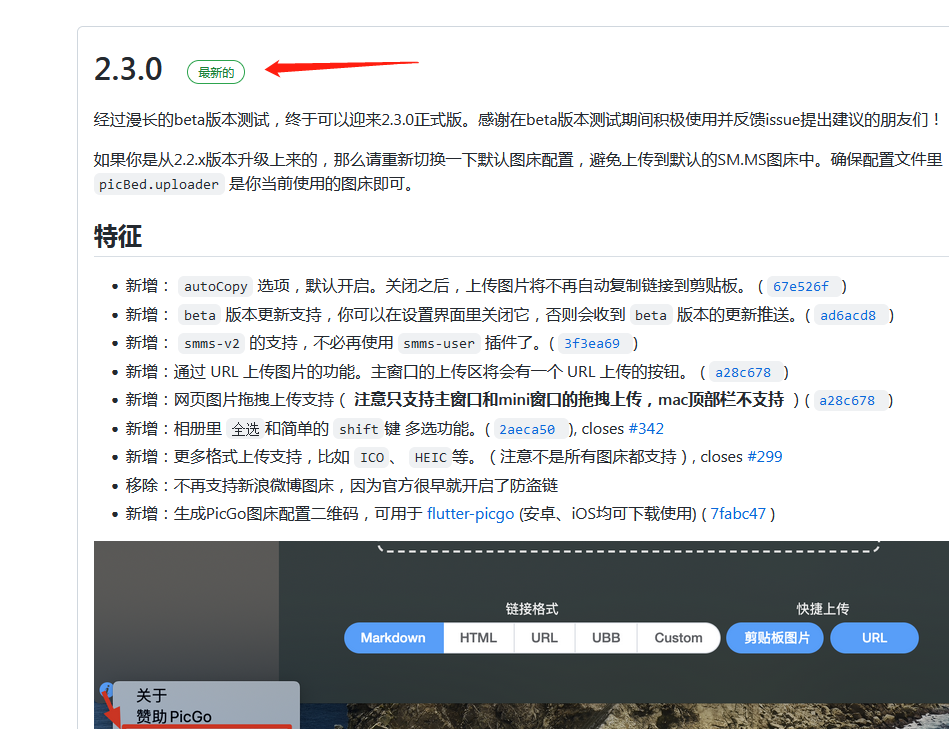 2.3.0 最新的
经过漫长的beta版本测试，终于可以迎来2.3.0正式版。感谢在beta版本测试期间积极使用并反馈issue提出建议的朋友们！
如果你是从2.2.x版本升级上来的，那么请重新切换一下默认图床配置，避免上传到默认的SM.MS图床中。确保配置文件里
picBed.uploader 是你当前使用的图床即可。
特征
• 新增： autoCopy 选项，默认开启。关闭之后，上传图片将不再自动复制链接到剪贴板。 ( 67e526f )
• 新增： beta 版本更新支持，你可以在设置界面里关闭它，否则会收到 beta 版本的更新推送。( ad6acd8 )
• 新增： smms-v2 的支持，不必再使用 smms-user 插件了。( 3f3ea69 )
• 新增：通过 URL 上传图片的功能。主窗口的上传区将会有一个 URL 上传的按钮。 ( a28c678 )
• 新增：网页图片拖拽上传支持（ 注意只支持主窗口和mini窗口的拖拽上传，mac顶部栏不支持 ）( a28c678 )
• 新增：相册里 全选 和简单的 shift 键 多选功能。( 2aeca50 ), closes #342
• 新增：更多格式上传支持，比如 ICO 、 HEIC 等。（ 注意不是所有图床都支持 ）, closes #299
• 移除：不再支持新浪微博图床，因为官方很早就开启了防盗链
• 新增：生成PicGo图床配置二维码，可用于 flutter-picgo (安卓、iOS均可下载使用) ( 7fabc47 )
链接格式 快捷上传
Markdown HTML URL UBB Custom 剪贴板图片 URL
关于
赞助 PicGo